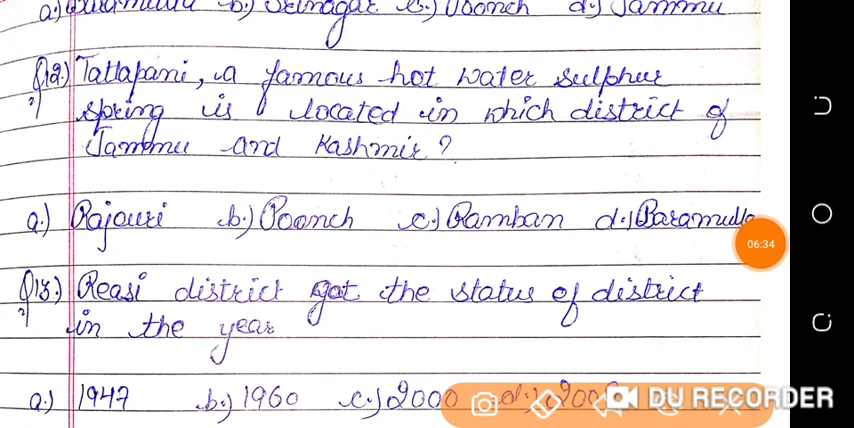 a.) Baramulla b.) Srinagar c.) Poonch d.) Jammu
Q12.) Tattapani, a famous hot water sulphur
spring is located in which district of
Jammu and Kashmir?
a.) Rajouri b.) Poonch c.) Ramban d.) Baramulla
06:34
Q13.) Reasi district got the status of district
in the year
a.) 1947 b.) 1960 c.) 2000 d.)
DU RECORDER